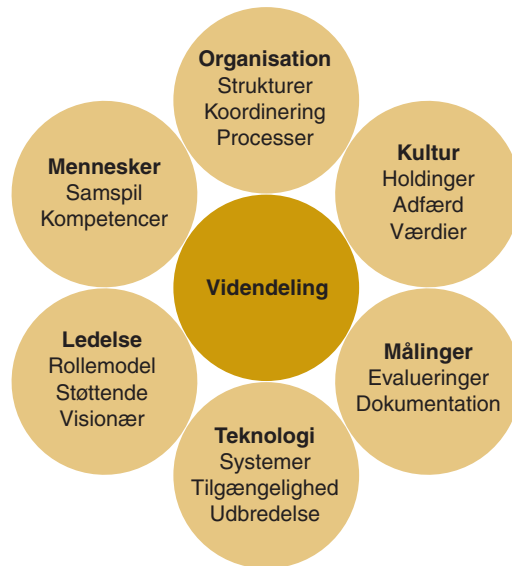 Organisation
Strukturer
Koordinering
Processer
Kultur
Holdinger
Adfærd
Værdier
Målinger
Evalueringer
Dokumentation
Teknologi
Systemer
Tilgængelighed
Udbredelse
Ledelse
Rollemodel
Støttende
Visionær
Mennesker
Samspil
Kompetencer
Videndeling